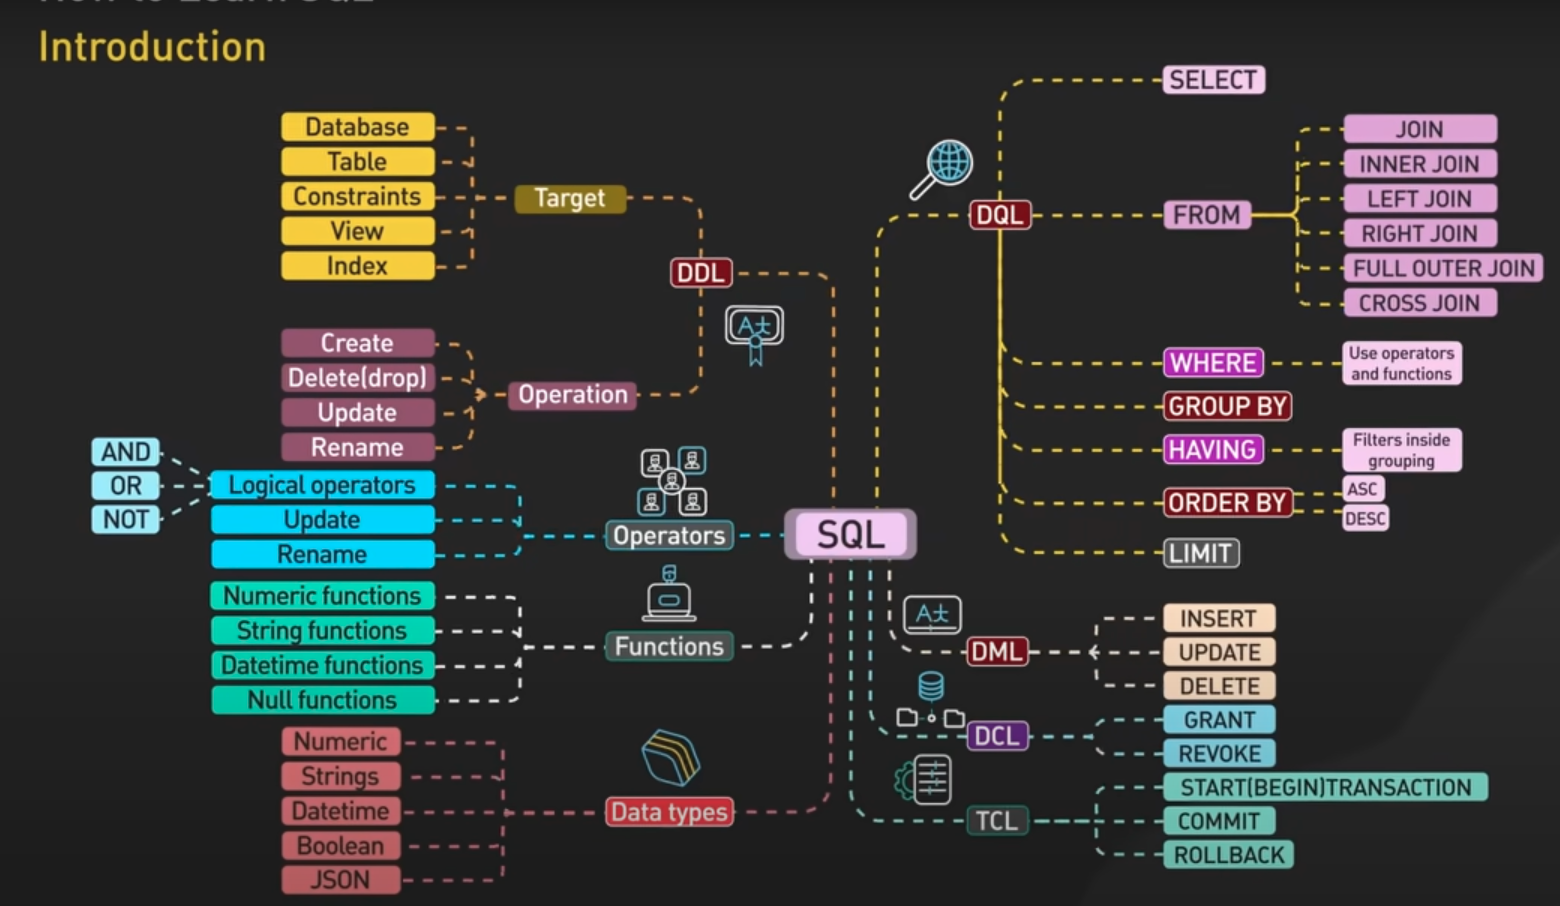 How to Learn SQL
Introduction
Database
Table
Constraints
View
Index
Target
DDL
Create
Delete(drop)
Update
Rename
Operation
AND
OR
NOT
Logical operators
Update
Rename
Operators
Numeric functions
String functions
Datetime functions
Null functions
Functions
Numeric
Strings
Datetime
Boolean
JSON
Data types
SQL
DQL
SELECT
FROM
JOIN
INNER JOIN
LEFT JOIN
RIGHT JOIN
FULL OUTER JOIN
CROSS JOIN
WHERE
Use operators
and functions
GROUP BY
HAVING
Filters inside
grouping
ORDER BY
ASC
DESC
LIMIT
DML
INSERT
UPDATE
DELETE
DCL
GRANT
REVOKE
TCL
START(BEGIN)TRANSACTION
COMMIT
ROLLBACK